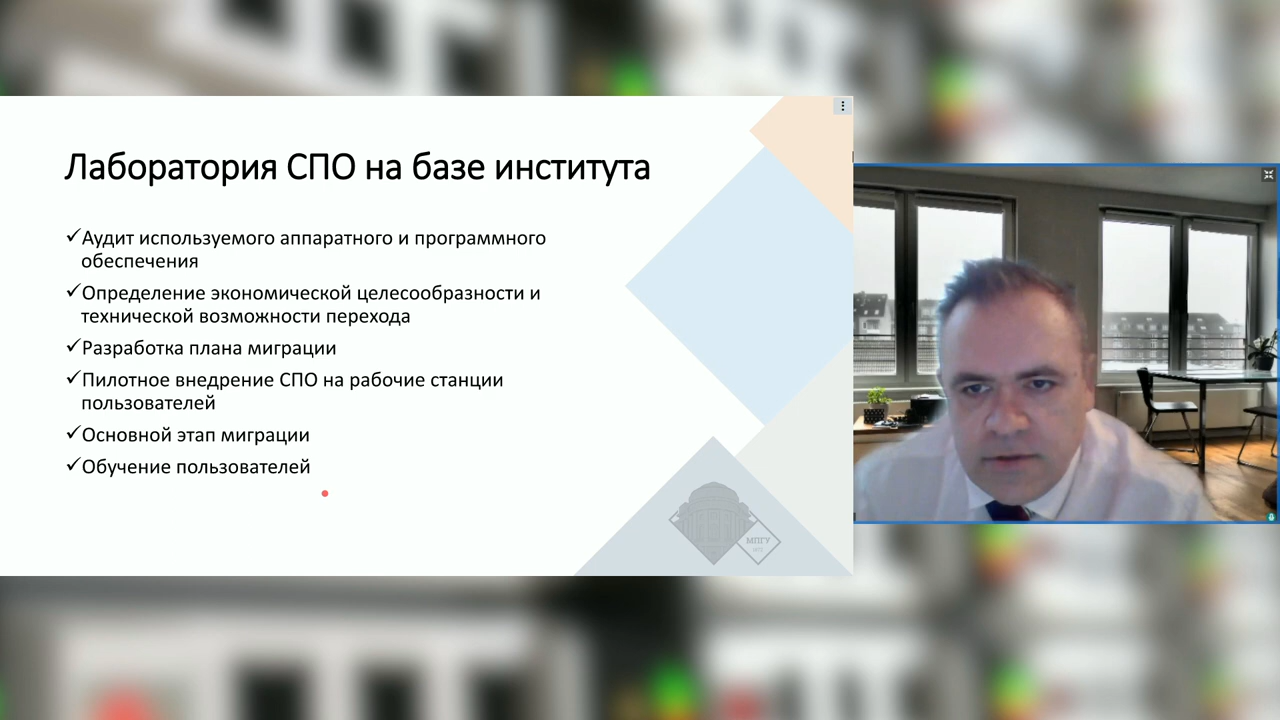 Лаборатория СПО на базе института
✓Аудит используемого аппаратного и программного
обеспечения
✓Определение экономической целесообразности и
технической возможности перехода
✓Разработка плана миграции
✓Пилотное внедрение СПО на рабочие станции
пользователей
✓Основной этап миграции
✓Обучение пользователей
МПГУ